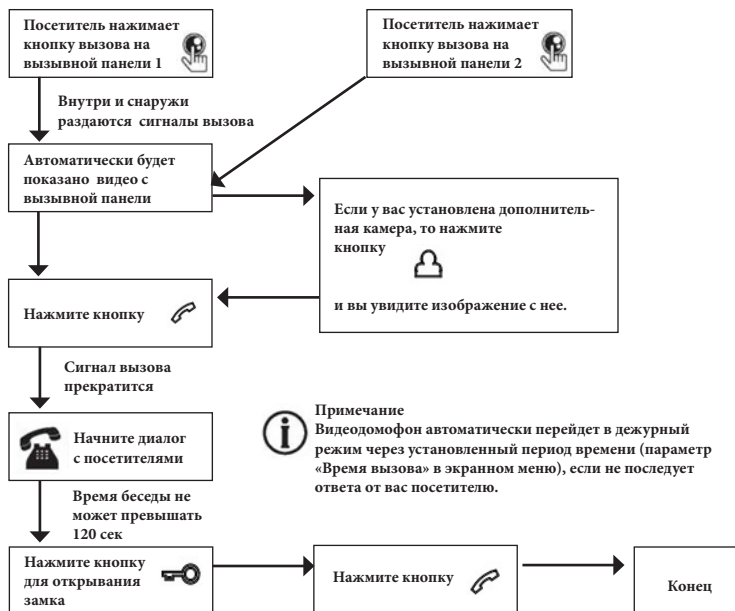 Посетитель нажимает
кнопку вызова на
вызывной панели 1
Посетитель нажимает
кнопку вызова на
вызывной панели 2
Внутри и снаружи
раздаются сигналы вызова
Автоматически будет
показано видео с
вызывной панели
Если у вас установлена дополнитель-
ная камера, то нажмите
кнопку
и вы увидите изображение с нее.
Нажмите кнопку
Сигнал вызова
прекратится
Начните диалог
с посетителями
Примечание
Видеодомофон автоматически перейдет в дежурный
режим через установленный период времени (параметр
«Время вызова» в экранном меню), если не последует
ответа от вас посетителю.
Время беседы не
может превышать
120 сек
Нажмите кнопку
для открывания
замка
Нажмите кнопку
Конец